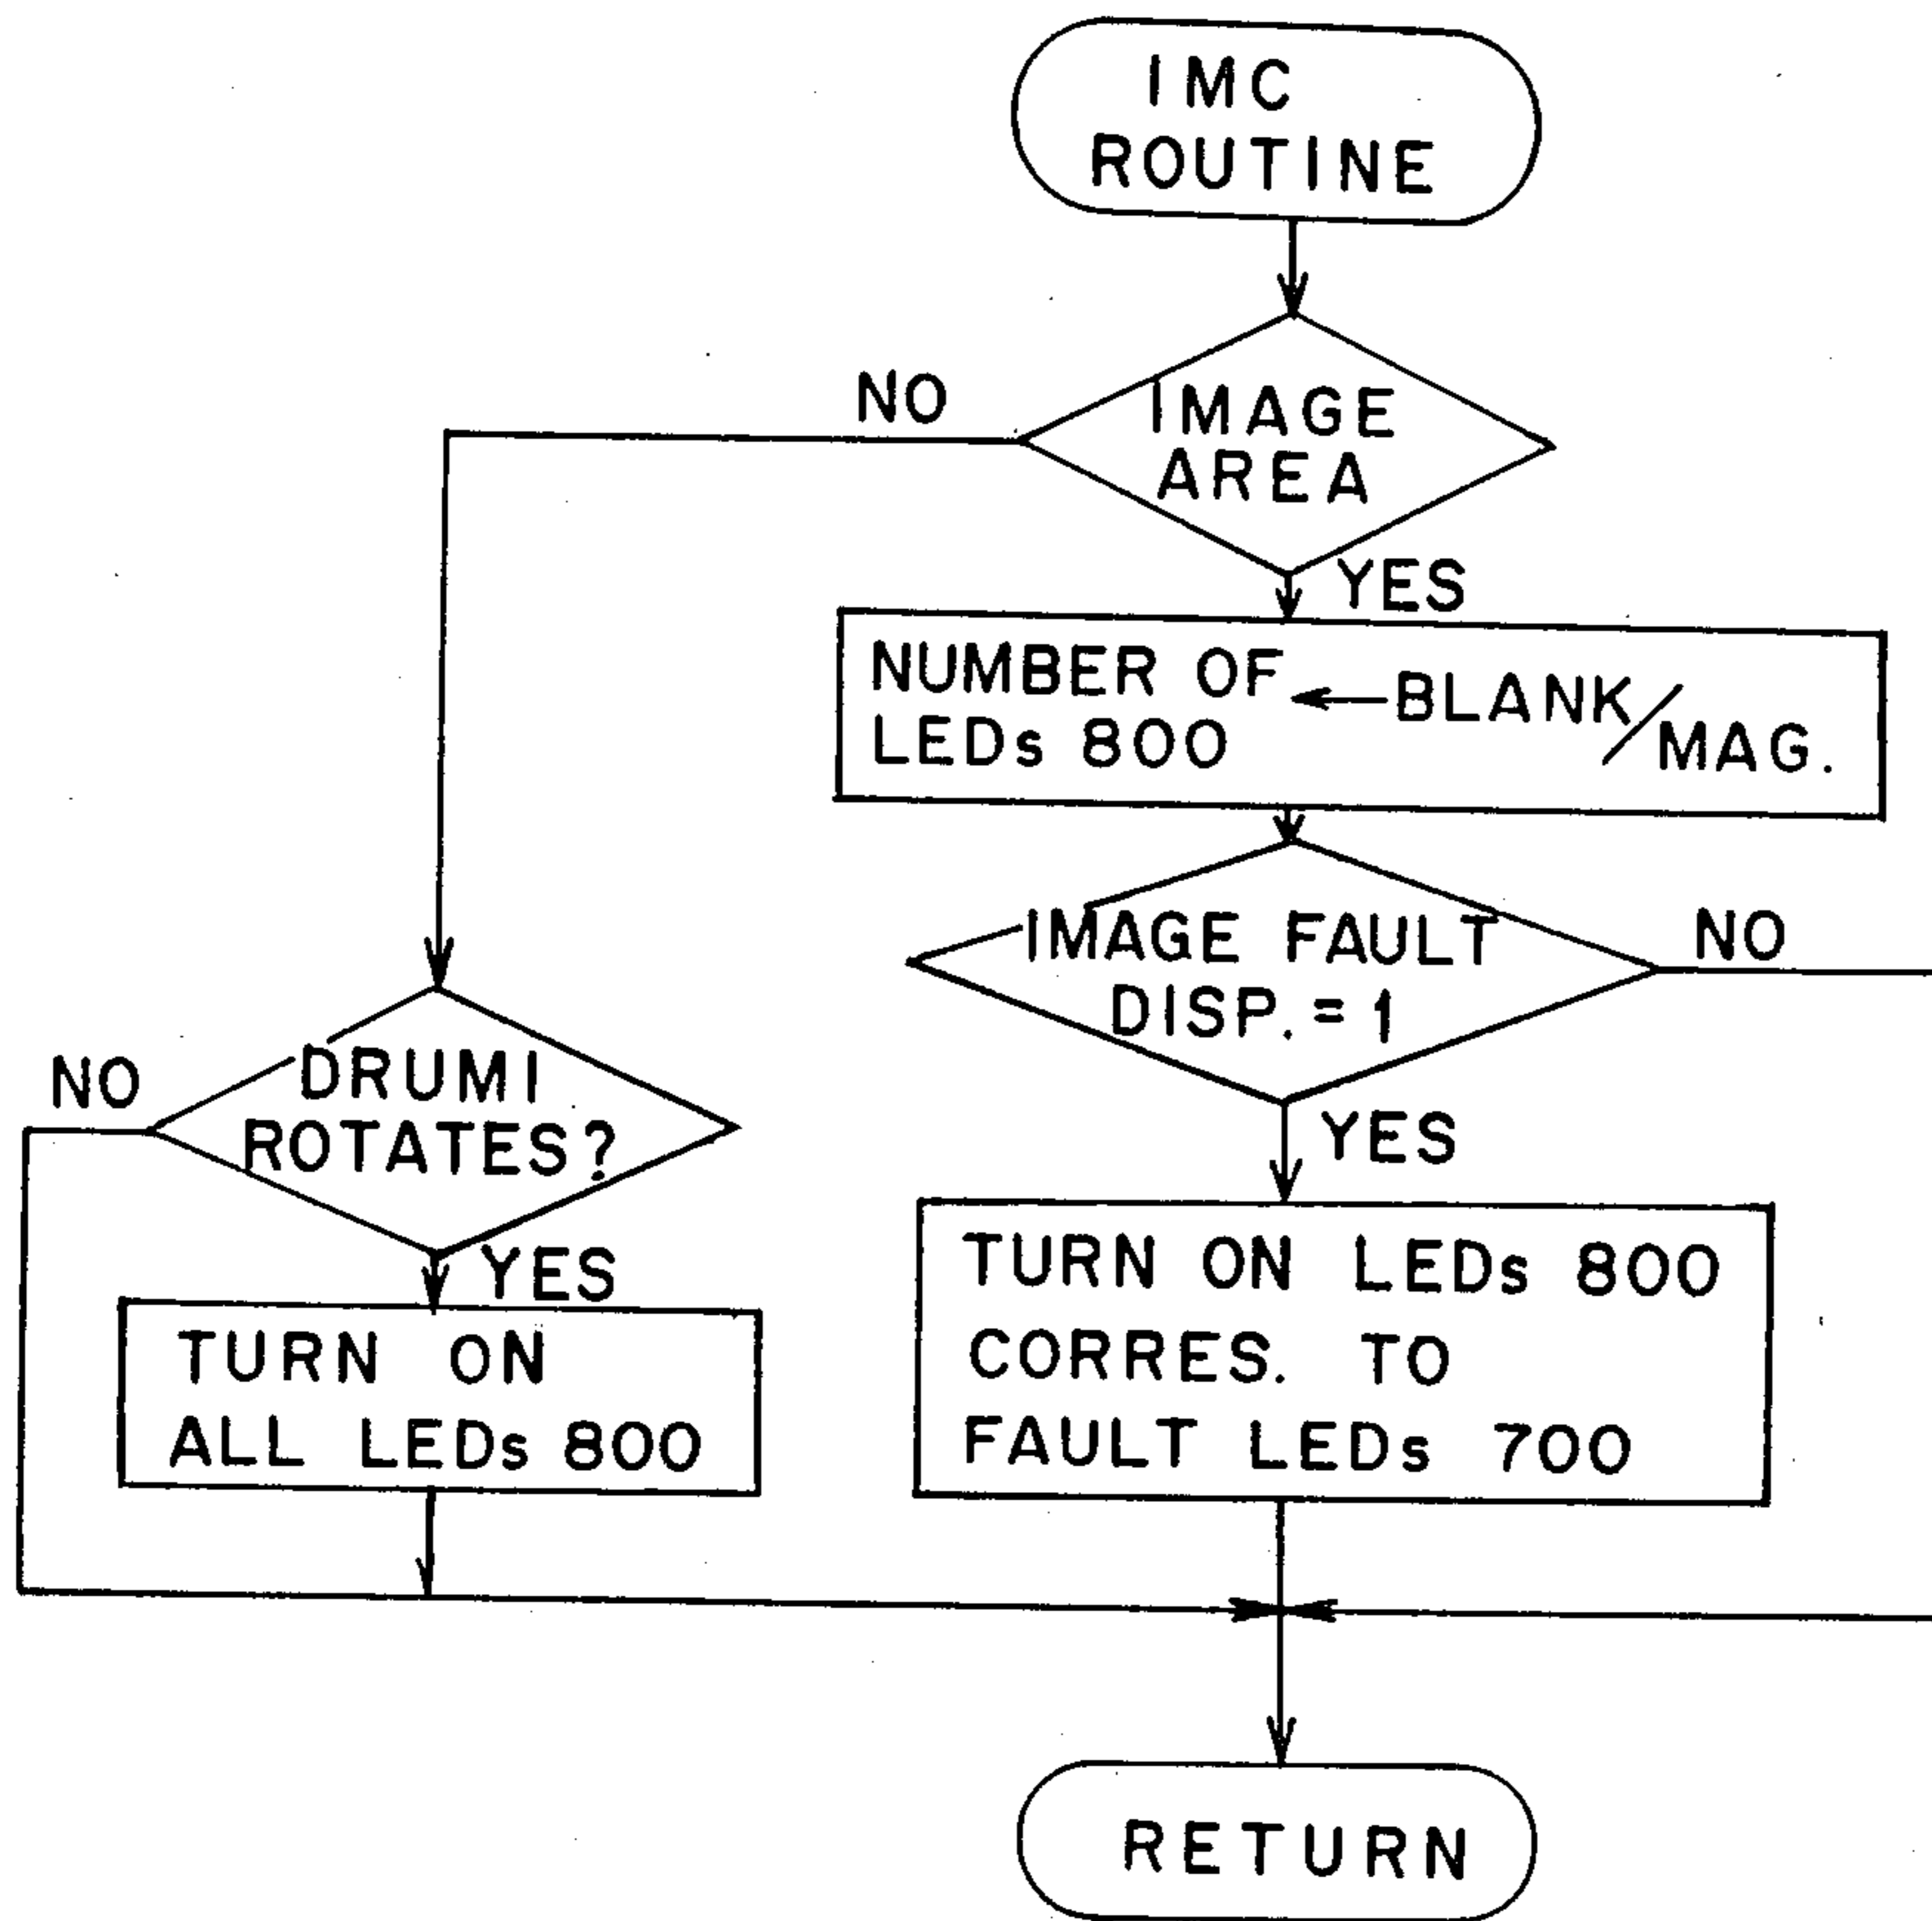 IMC
ROUTINE
NO
IMAGE
AREA
YES
NUMBER OF ← BLANK/MAG.
LEDs 800
IMAGE FAULT
DISP. = 1
NO
YES
DRUM1
ROTATES?
NO
YES
TURN ON
ALL LEDs 800
TURN ON LEDs 800
CORRES. TO
FAULT LEDs 700
RETURN